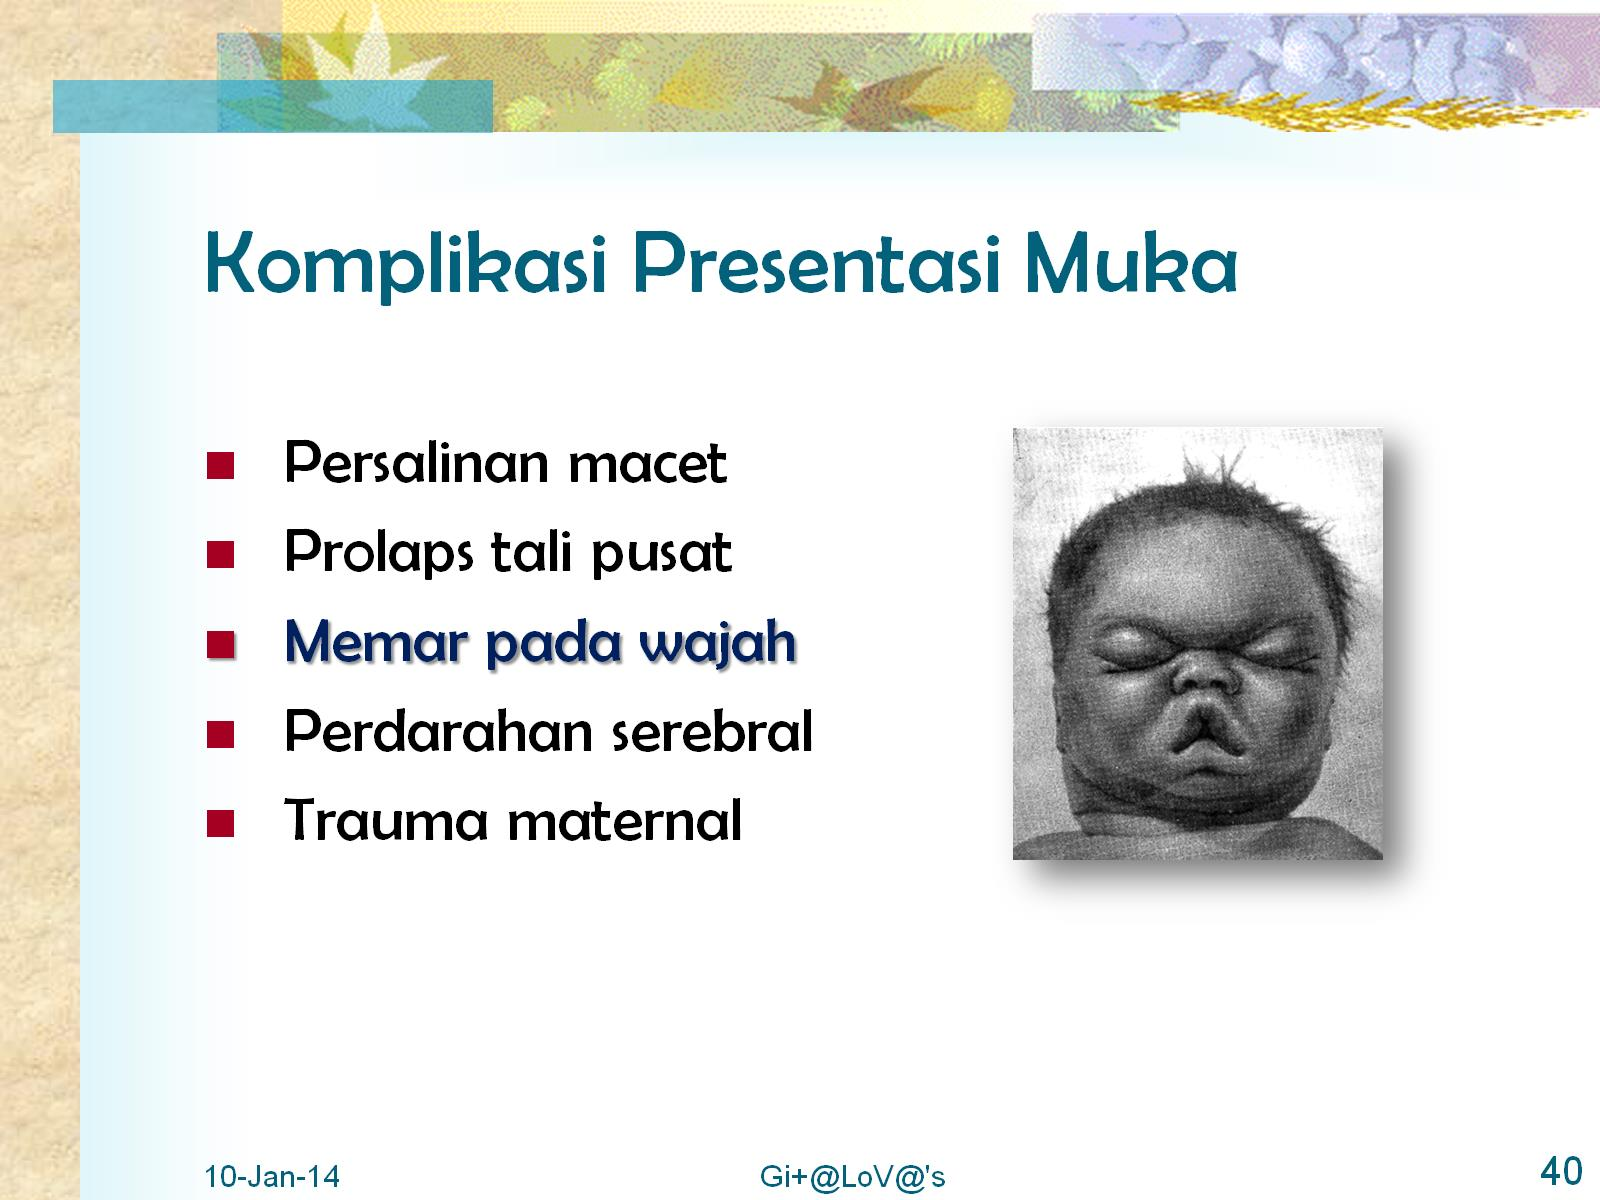 Komplikasi Presentasi Muka
Persalinan macet
Prolaps tali pusat
Memar pada wajah
Perdarahan serebral
Trauma maternal
10-Jan-14
Gi+@LoV@'s
40